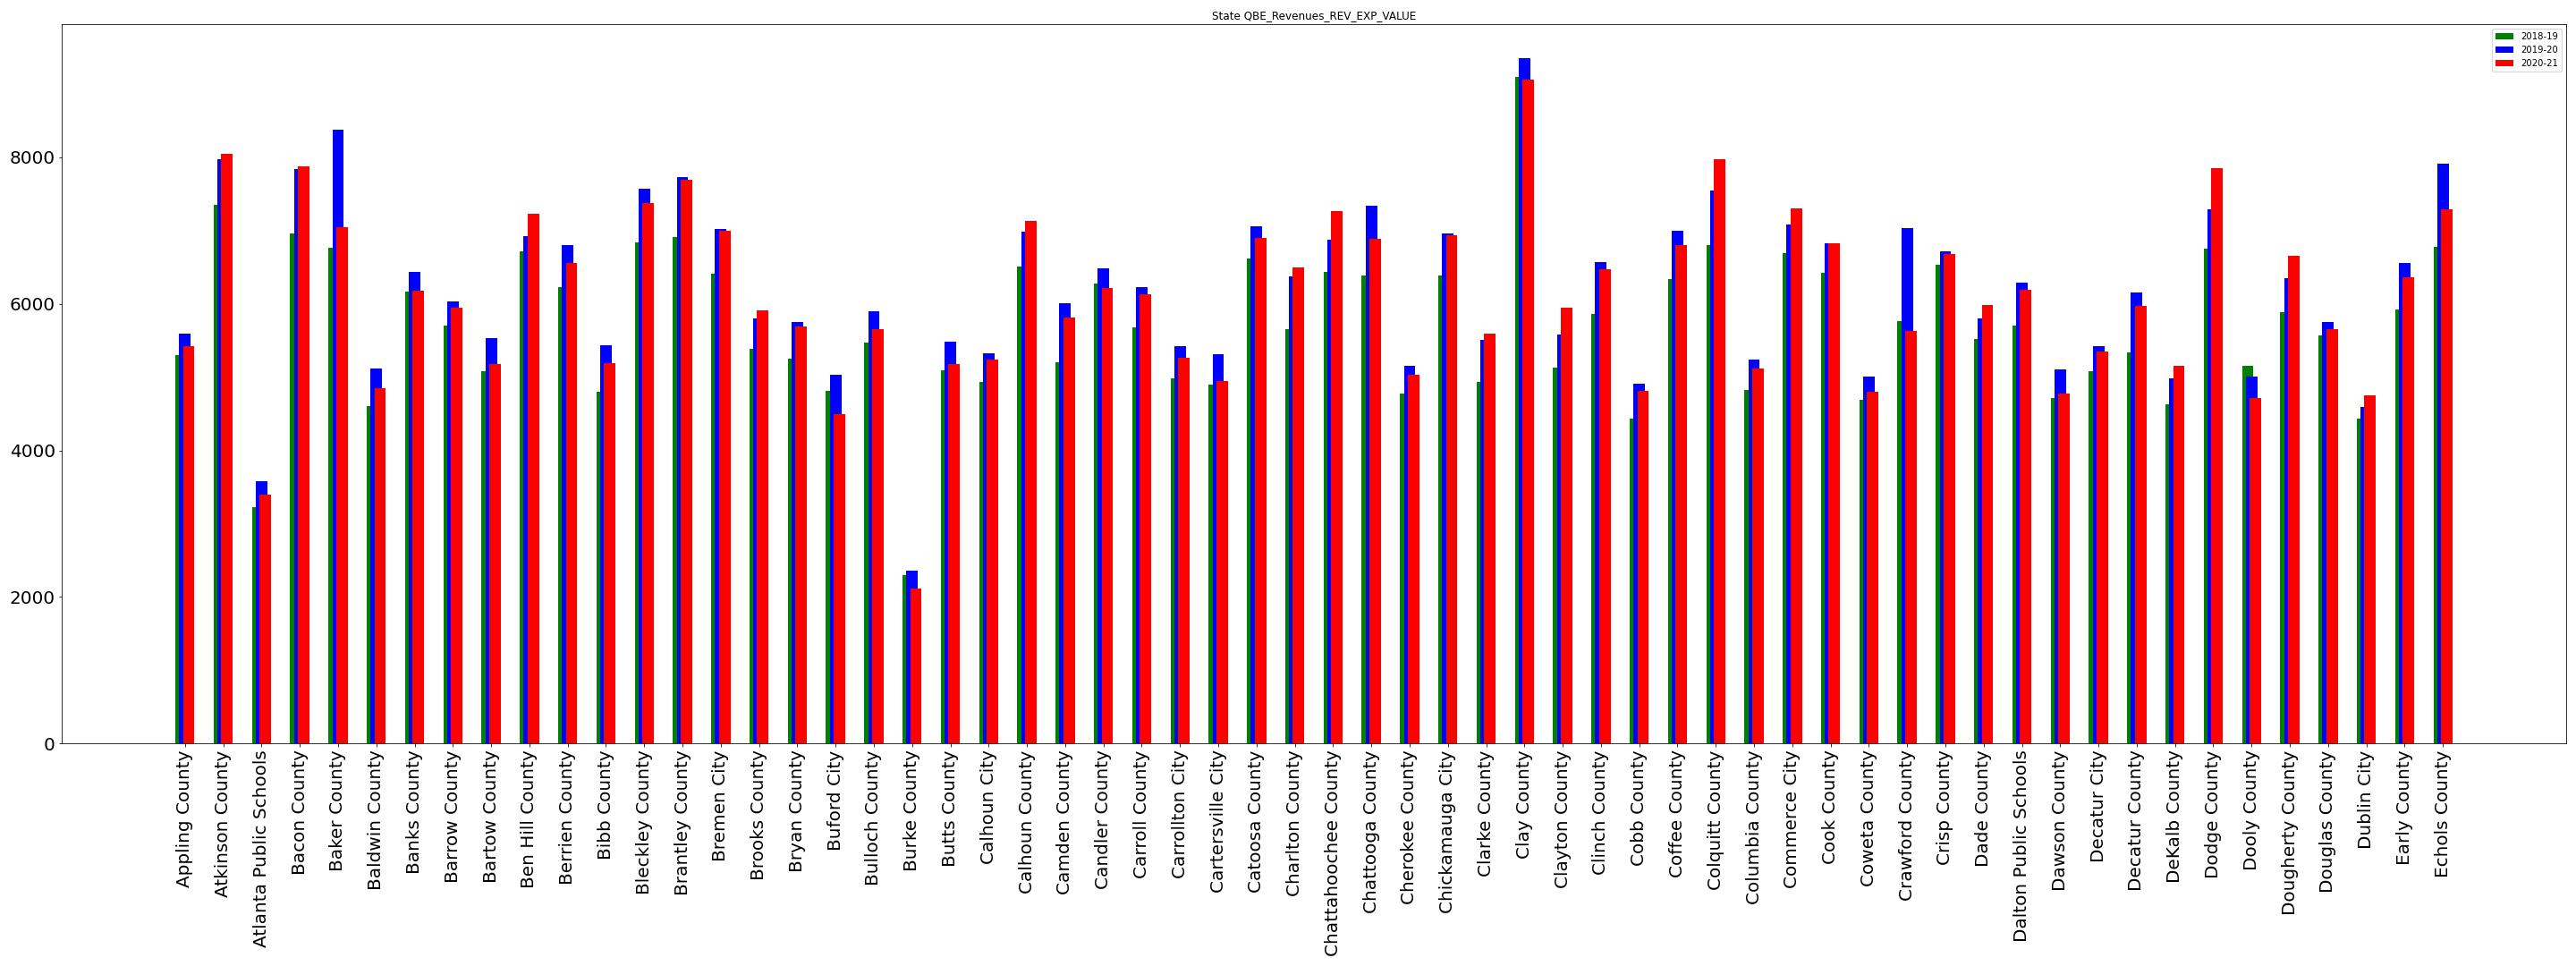 State QBE_Revenues_REV_EXP_VALUE
2018-19
2019-20
2020-21
8000
6000
4000
2000
0
Appling County
Atkinson County
Atlanta Public Schools
Bacon County
Baker County
Baldwin County
Banks County
Barrow County
Bartow County
Ben Hill County
Berrien County
Bibb County
Bleckley County
Brantley County
Bremen City
Brooks County
Bryan County
Buford City
Bulloch County
Burke County
Butts County
Calhoun City
Calhoun County
Camden County
Candler County
Carroll County
Carrollton City
Cartersville City
Catoosa County
Charlton County
Chattahoochee County
Chattooga County
Cherokee County
Chickamauga City
Clarke County
Clay County
Clayton County
Clinch County
Cobb County
Coffee County
Colquitt County
Columbia County
Commerce City
Cook County
Coweta County
Crawford County
Crisp County
Dade County
Dalton Public Schools
Dawson County
Decatur City
Decatur County
DeKalb County
Dodge County
Dooly County
Dougherty County
Douglas County
Dublin City
Early County
Echols County